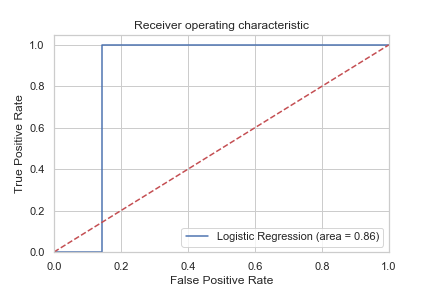 Receiver operating characteristic
True Positive Rate
1.0
0.8
0.6
0.4
0.2
0.0
Logistic Regression (area = 0.86)
0.0 0.2 0.4 0.6 0.8 1.0
False Positive Rate